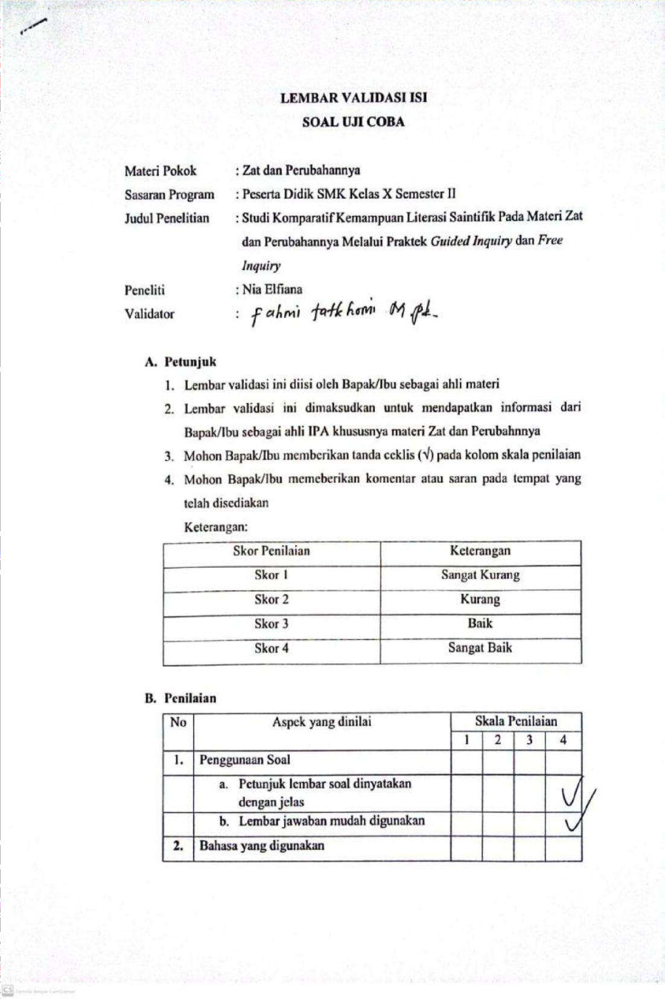 LEMBAR VALIDASI ISI
SOAL UJI COBA
Materi Pokok : Zat dan Perubahannya
Sasaran Program : Peserta Didik SMK Kelas X Semester II
Judul Penelitian : Studi Komparatif Kemampuan Literasi Saintifik Pada Materi Zat
dan Perubahannya Melalui Praktek Guided Inquiry dan Free
Inquiry
Peneliti : Nia Elfiana
Validator : Fahmi fatkhomi M.pd.
A. Petunjuk
1. Lembar validasi ini diisi oleh Bapak/Ibu sebagai ahli materi
2. Lembar validasi ini dimaksudkan untuk mendapatkan informasi dari
Bapak/Ibu sebagai ahli IPA khususnya materi Zat dan Perubahnnya
3. Mohon Bapak/Ibu memberikan tanda ceklis (√) pada kolom skala penilaian
4. Mohon Bapak/Ibu memeberikan komentar atau saran pada tempat yang
telah disediakan
Keterangan:
Skor Penilaian Keterangan
Skor 1 Sangat Kurang
Skor 2 Kurang
Skor 3 Baik
Skor 4 Sangat Baik
B. Penilaian
No Aspek yang dinilai Skala Penilaian
1 2 3 4
1. Penggunaan Soal
a. Petunjuk lembar soal dinyatakan
dengan jelas √
b. Lembar jawaban mudah digunakan √
2. Bahasa yang digunakan
CS